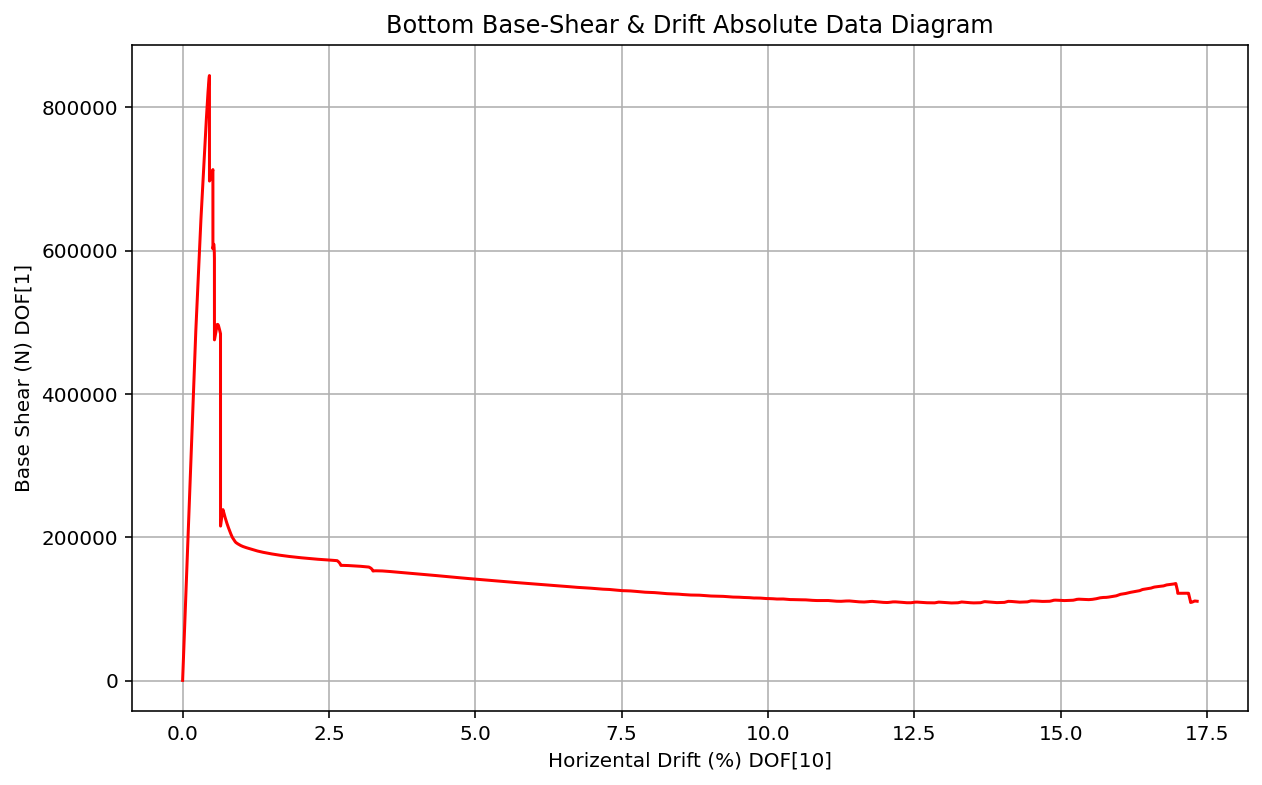 Bottom Base-Shear & Drift Absolute Data Diagram
Base Shear (N) DOF[1]
800000
600000
400000
200000
0
0.0 2.5 5.0 7.5 10.0 12.5 15.0 17.5
Horizental Drift (%) DOF[10]